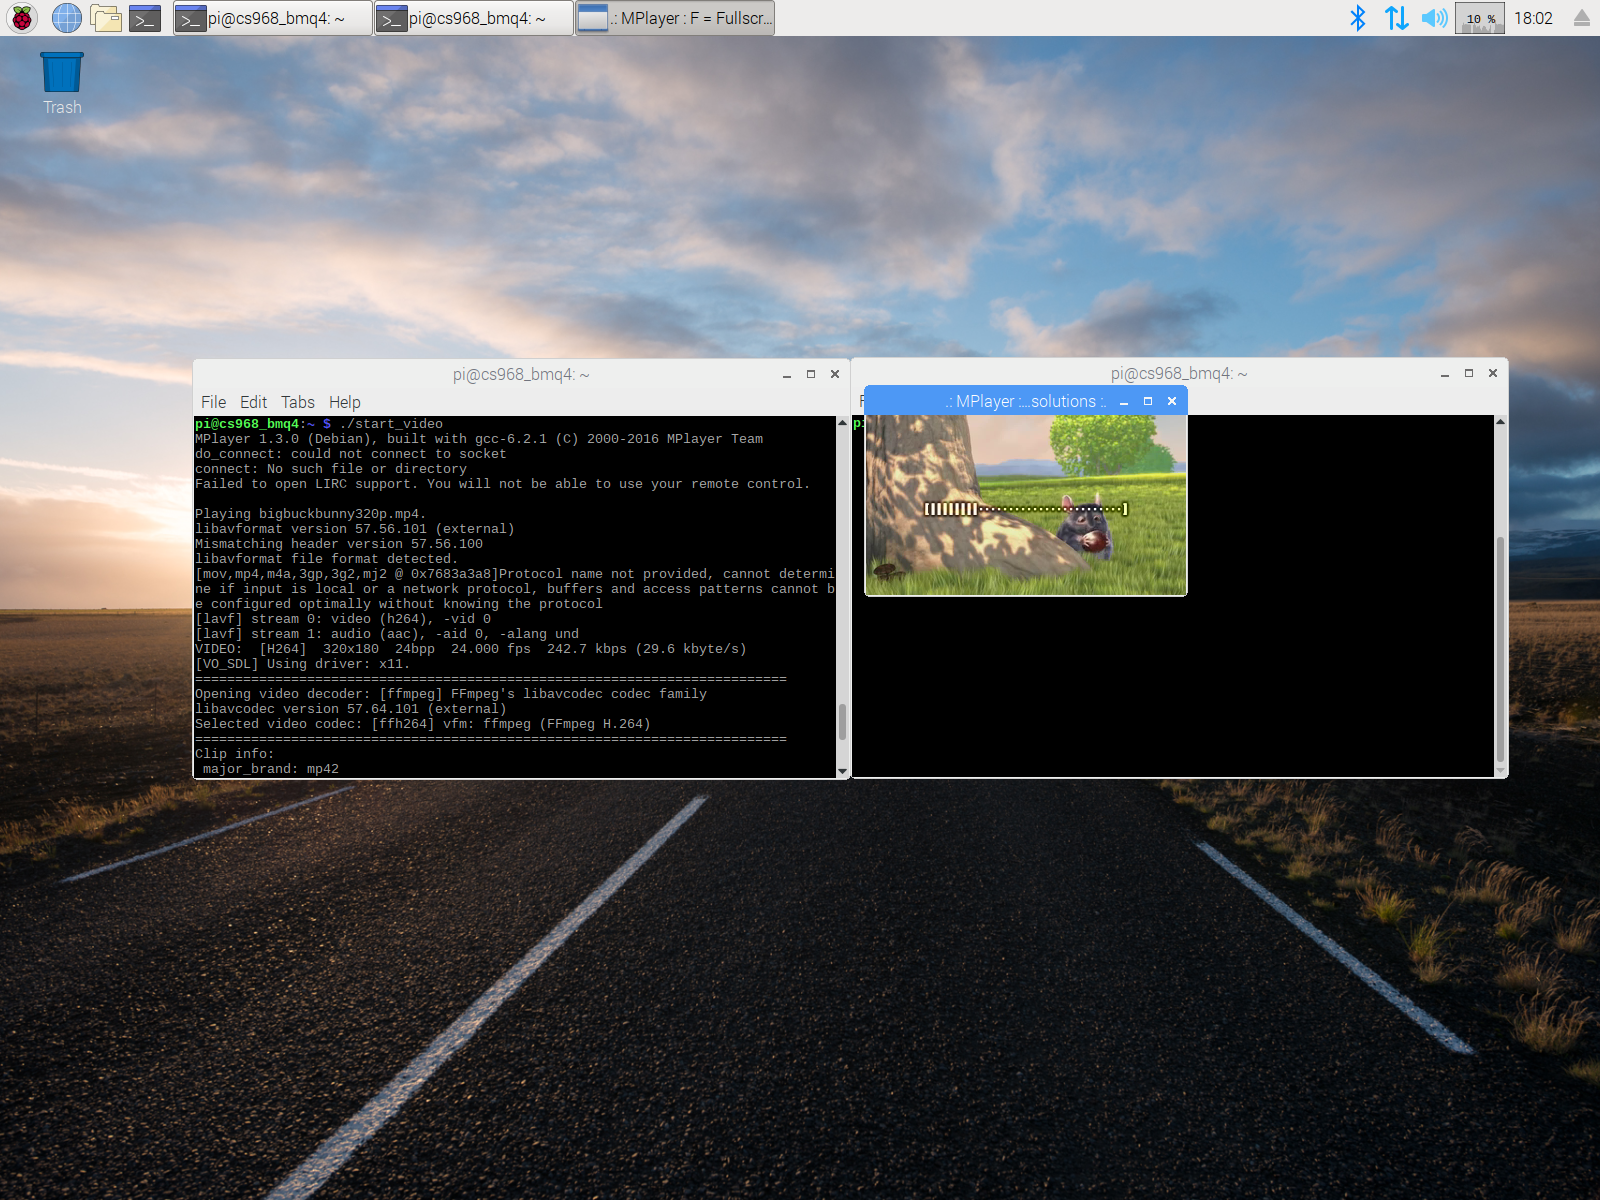 pi@cs968_bmq4: ~
pi@cs968_bmq4: ~
.: MPlayer : F = Fullscr...
10 %
18:02
Trash
pi@cs968_bmq4: ~
File Edit Tabs Help
pi@cs968_bmq4:~ $ ./start_video
MPlayer 1.3.0 (Debian), built with gcc-6.2.1 (C) 2000-2016 MPlayer Team
do_connect: could not connect to socket
connect: No such file or directory
Failed to open LIRC support. You will not be able to use your remote control.
Playing bigbuckbunny320p.mp4.
libavformat version 57.56.101 (external)
Mismatching header version 57.56.100
libavformat file format detected.
[mov,mp4,m4a,3gp,3g2,mj2 @ 0x7683a3a8]Protocol name not provided, cannot determi
ne if input is local or a network protocol, buffers and access patterns cannot b
e configured optimally without knowing the protocol
[lavf] stream 0: video (h264), -vid 0
[lavf] stream 1: audio (aac), -aid 0, -alang und
VIDEO:  [H264]  320x180  24bpp  24.000 fps  242.7 kbps (29.6 kbyte/s)
[VO_SDL] Using driver: x11.
==========================================================================
Opening video decoder: [ffmpeg] FFmpeg's libavcodec codec family
libavcodec version 57.64.101 (external)
Selected video codec: [ffh264] vfm: ffmpeg (FFmpeg H.264)
==========================================================================
Clip info:
major_brand: mp42
pi@cs968_bmq4: ~
.: MPlayer :...solutions :.